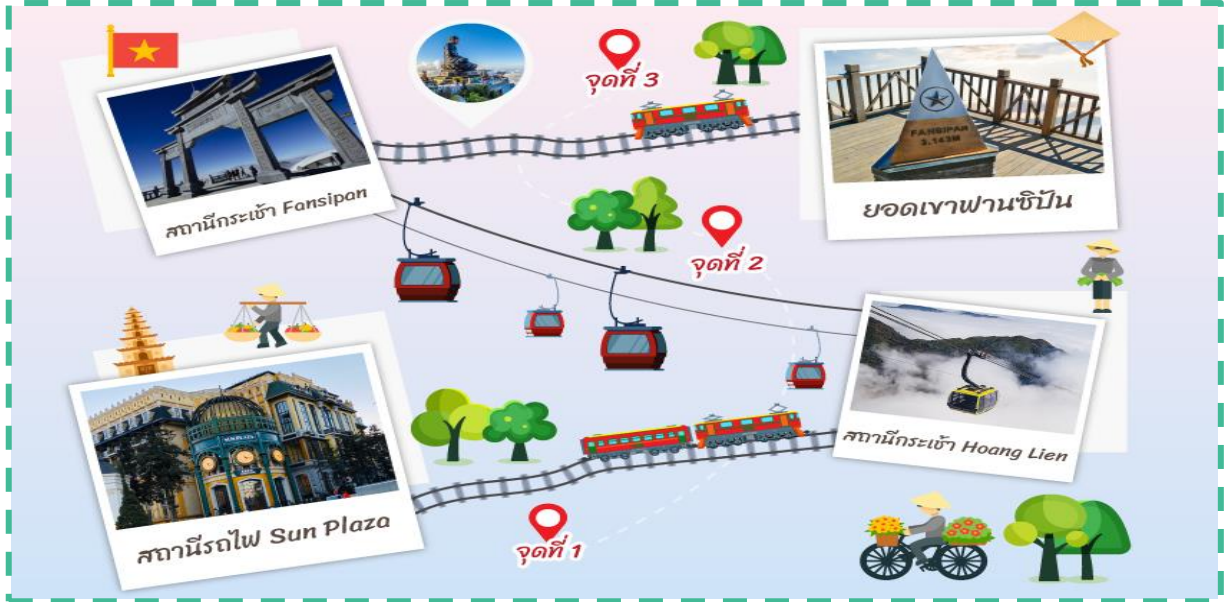 จุดที่ 3
FANSIPAN
3.143M
สถานีกระเช้า Fansipan
ยอดเขาฟานซิปัน
จุดที่ 2
SUN PLAZA
สถานีกระเช้า Hoang Lien
สถานีรถไฟ Sun Plaza
จุดที่ 1